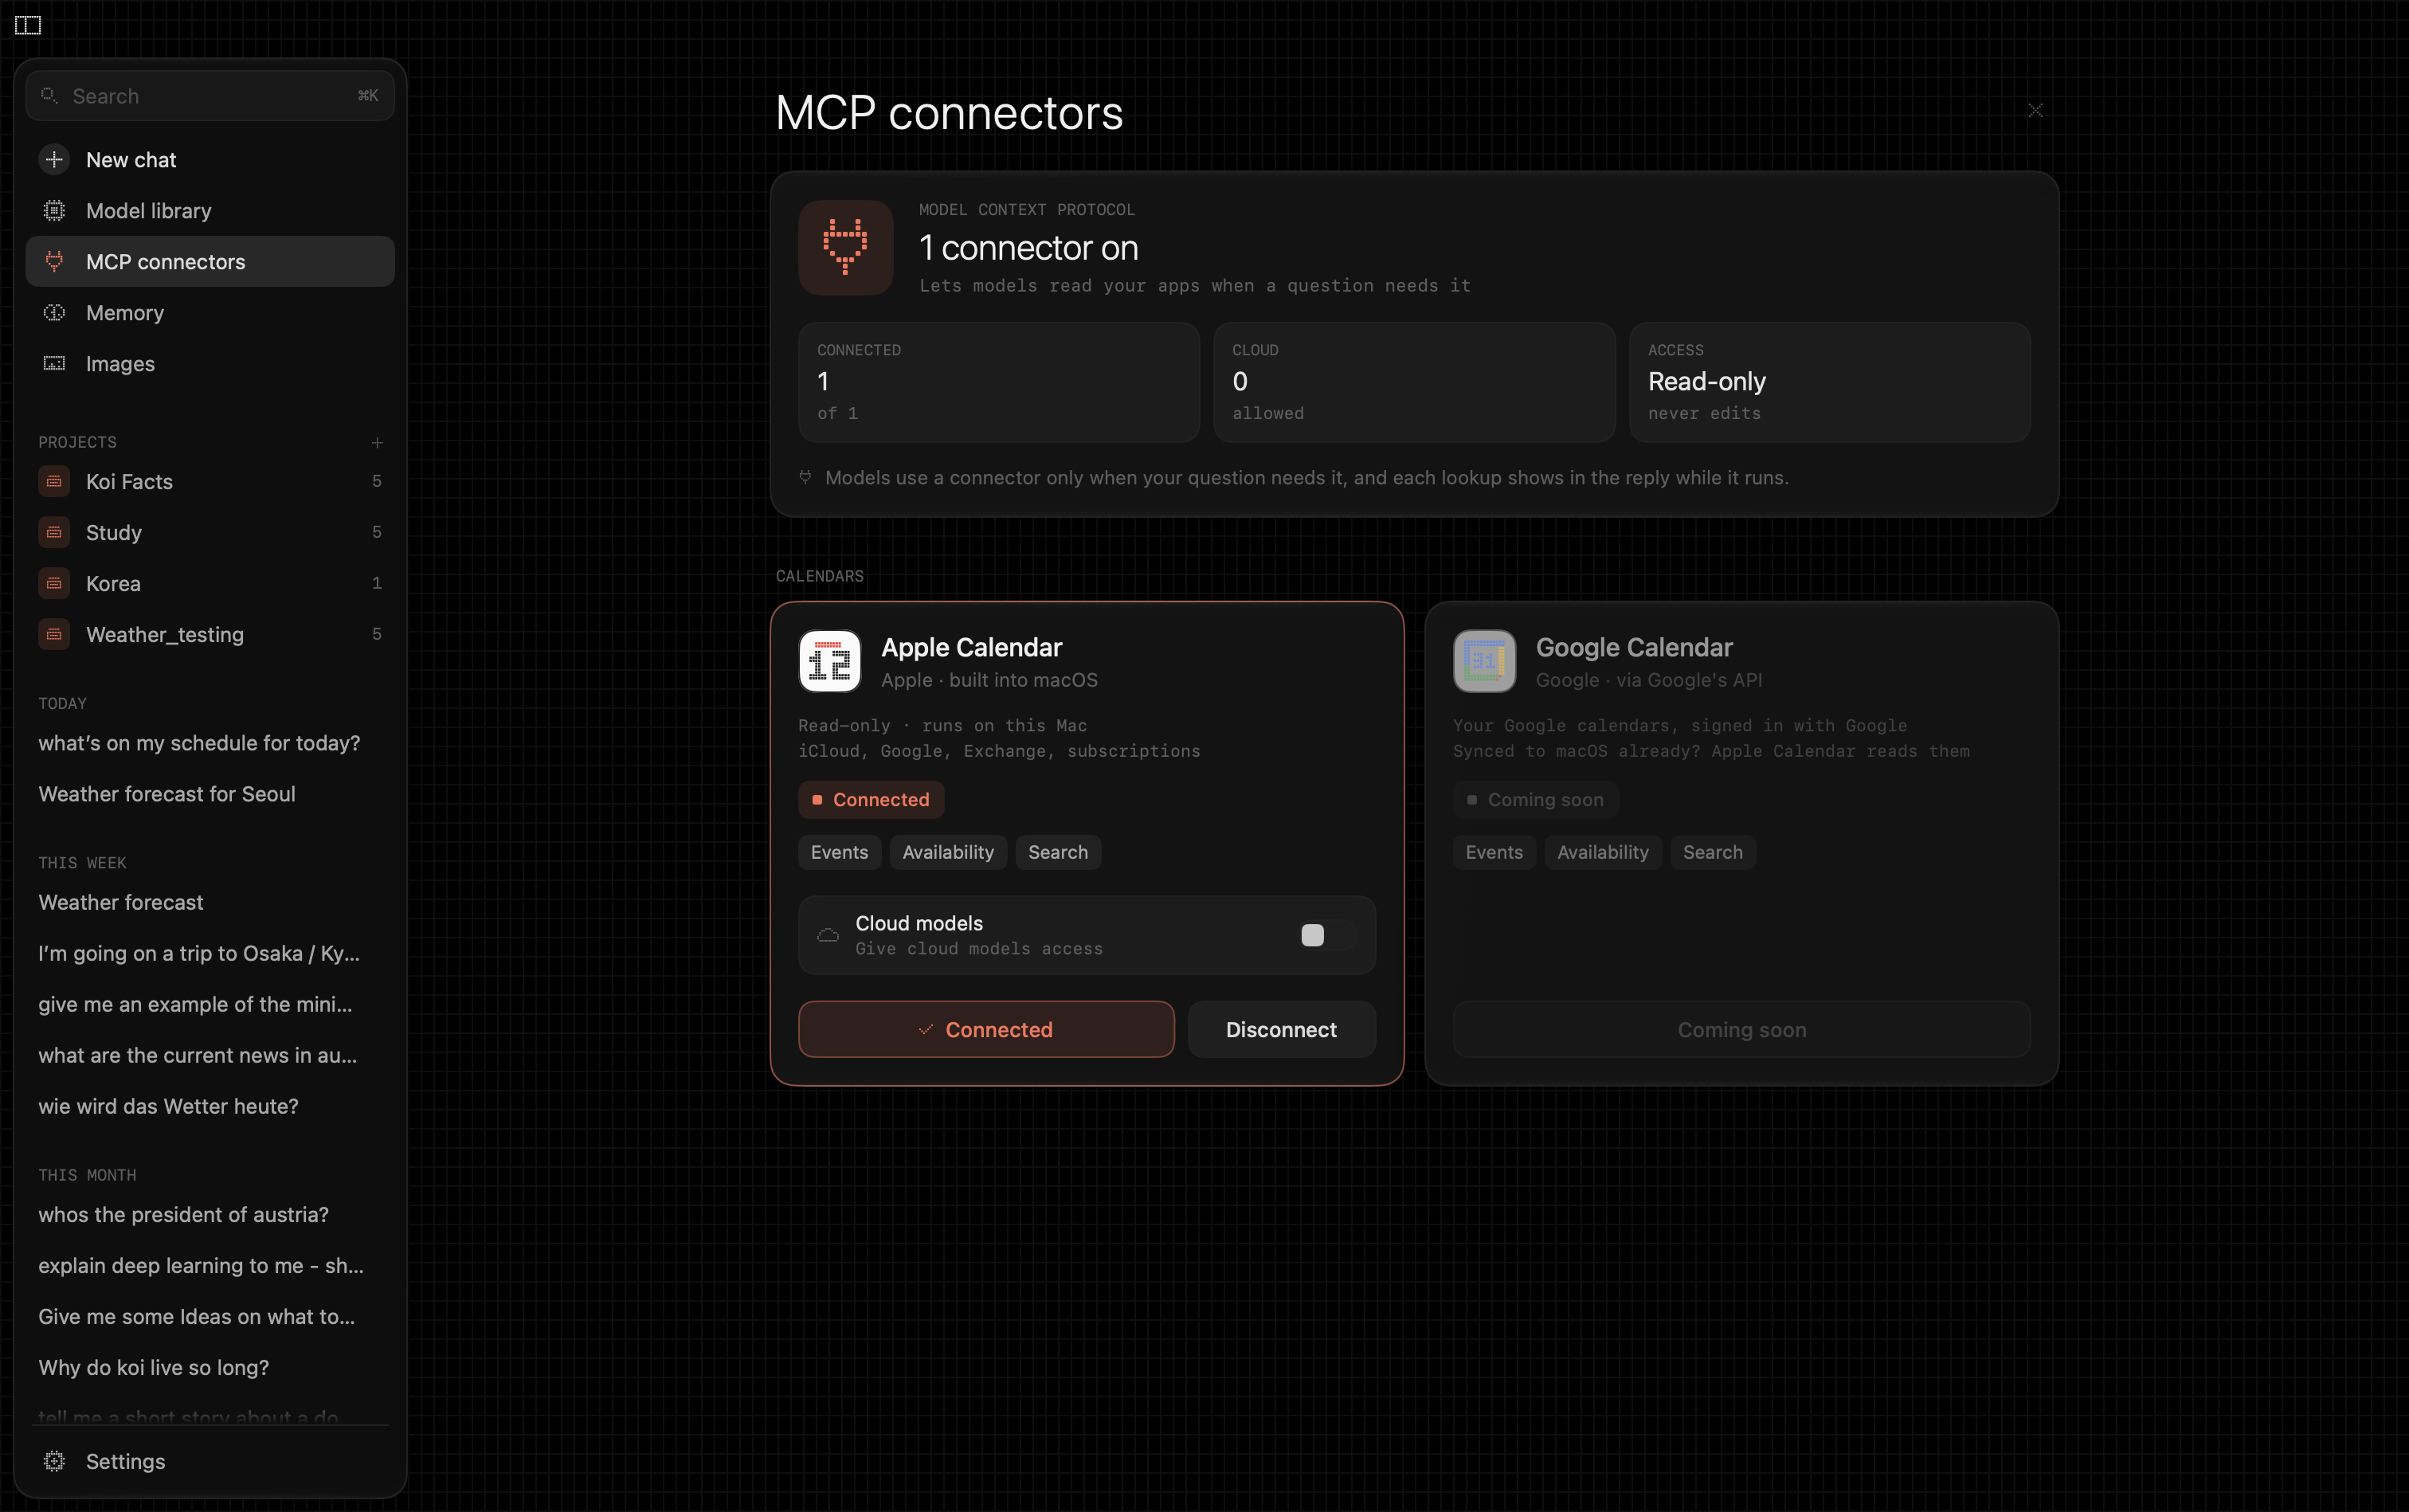 Search ⌘K
New chat
Model library
MCP connectors
Memory
Images
PROJECTS +
Koi Facts 5
Study 5
Korea 1
Weather_testing 5
TODAY
what’s on my schedule for today?
Weather forecast for Seoul
THIS WEEK
Weather forecast
I’m going on a trip to Osaka / Ky...
give me an example of the mini...
what are the current news in au...
wie wird das Wetter heute?
THIS MONTH
whos the president of austria?
explain deep learning to me - sh...
Give me some Ideas on what to...
Why do koi live so long?
tell me a short story about a do
Settings
MCP connectors
MODEL CONTEXT PROTOCOL
1 connector on
Lets models read your apps when a question needs it
CONNECTED
1
of 1
CLOUD
0
allowed
ACCESS
Read-only
never edits
Models use a connector only when your question needs it, and each lookup shows in the reply while it runs.
CALENDARS
12
Apple Calendar
Apple · built into macOS
Read-only · runs on this Mac
iCloud, Google, Exchange, subscriptions
Connected
Events Availability Search
Cloud models
Give cloud models access
Connected Disconnect
31
Google Calendar
Google · via Google's API
Your Google calendars, signed in with Google
Synced to macOS already? Apple Calendar reads them
Coming soon
Events Availability Search
Coming soon